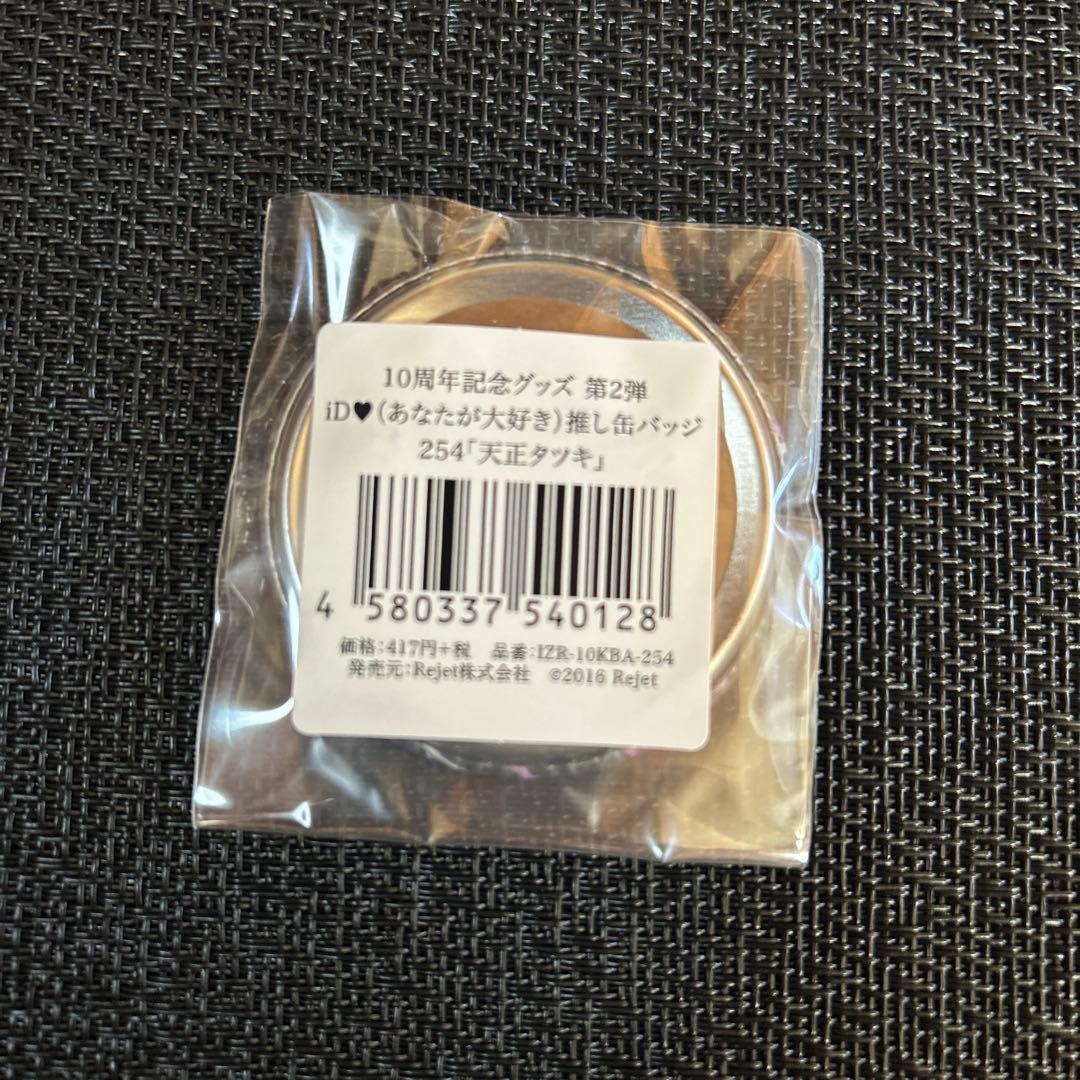 10周年記念グッズ 第2弾
iD♥(あなたが大好き)推し缶バッジ
254「天正タツキ」
4 580337 540128
価格:417円+税 品番:IZR-10KBA-254
発売元:Rejet株式会社 ©2016 Rejet